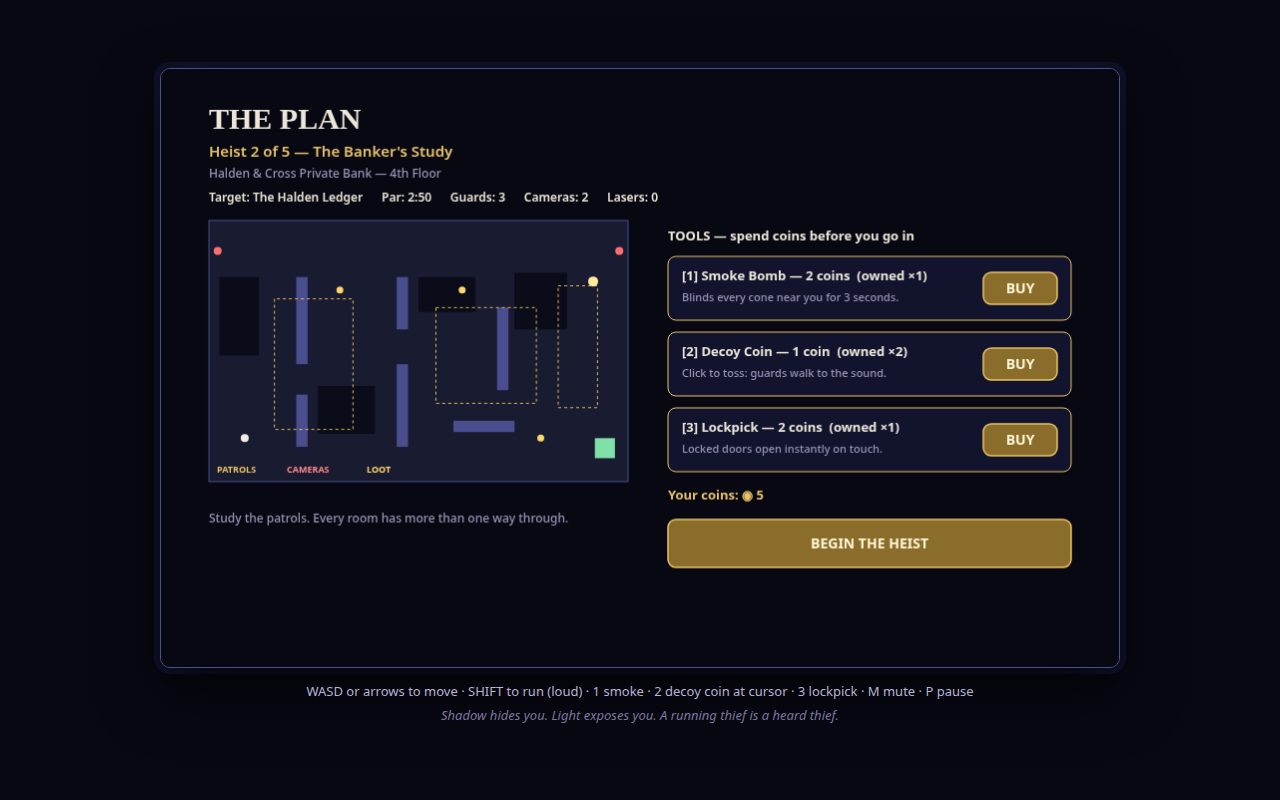 THE PLAN
Heist 2 of 5 — The Banker's Study
Halden & Cross Private Bank — 4th Floor
Target: The Halden Ledger Par: 2:50 Guards: 3 Cameras: 2 Lasers: 0
PATROLS CAMERAS LOOT
Study the patrols. Every room has more than one way through.
TOOLS — spend coins before you go in
[1] Smoke Bomb — 2 coins (owned ×1)
Blinds every cone near you for 3 seconds.
BUY
[2] Decoy Coin — 1 coin (owned ×2)
Click to toss: guards walk to the sound.
BUY
[3] Lockpick — 2 coins (owned ×1)
Locked doors open instantly on touch.
BUY
Your coins: ◉ 5
BEGIN THE HEIST
WASD or arrows to move · SHIFT to run (loud) · 1 smoke · 2 decoy coin at cursor · 3 lockpick · M mute · P pause
Shadow hides you. Light exposes you. A running thief is a heard thief.